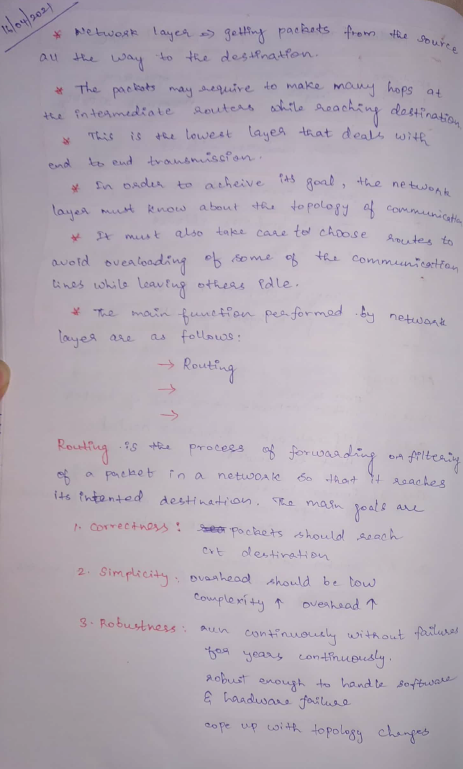 14/04/2021
* Network layer ⇒ getting packets from the source
all the way to the destination.
* The packets may require to make many hops at
the intermediate routers while reaching destination
* This is the lowest layer that deals with
end to end transmission.
* In order to acheive its goal, the network
layer must know about the topology of communication
* It must also take care to choose routes to
avoid overloading of some of the communication
lines while leaving others idle.
* The main function performed by network
layer are as follows:
→ Routing
→
→
Routing is the process of forwarding or filtering
of a packet in a network so that it reaches
its intented destination. The main goals are
1. Correctness: packets should reach
crt destination
2. Simplicity: overhead should be low
complexity ↑ overhead ↑
3. Robustness: run continuously without failures
for years continuously.
robust enough to handle software
& hardware failure
cope up with topology changes